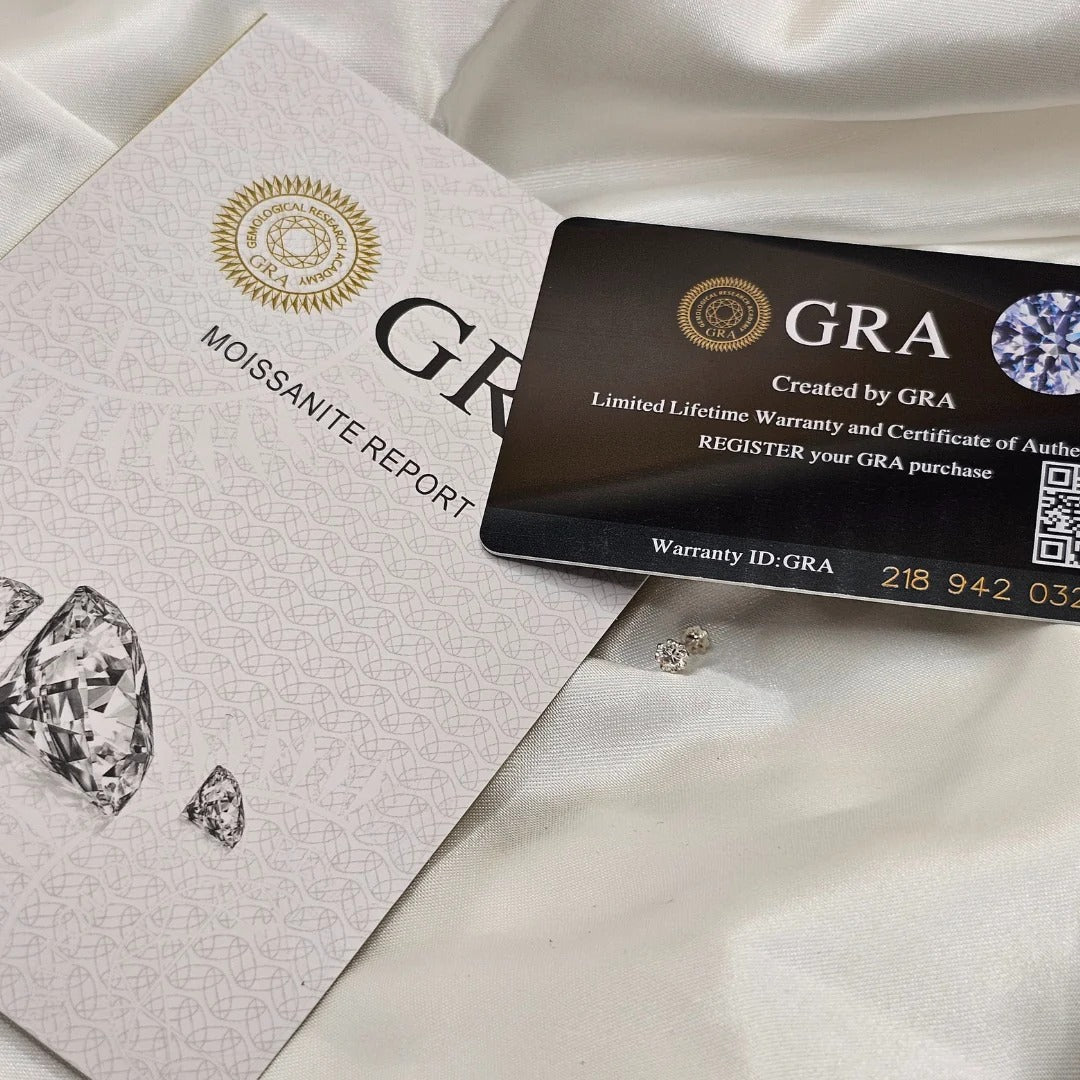 GEMOLOGICAL RESEARCH ACADEMY
GRA
GR
MOISSANITE REPORT
GEMOLOGICAL RESEARCH ACADEMY
GRA
GRA
Created by GRA
Limited Lifetime Warranty and Certificate of Authe
REGISTER your GRA purchase
Warranty ID:GRA 218 942 032